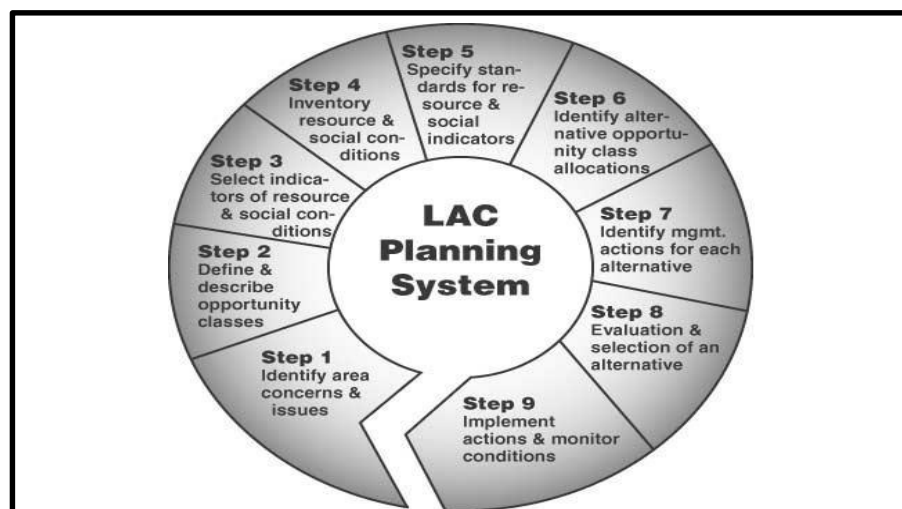 LAC
Planning
System
Step 1
Identify area
concerns &
issues
Step 2
Define &
describe
opportunity
classes
Step 3
Select indica-
tors of resource
& social con-
ditions
Step 4
Inventory
resource &
social con-
ditions
Step 5
Specify stan-
dards for re-
source &
social
indicators
Step 6
Identify alter-
native opportu-
nity class
allocations
Step 7
Identify mgmt.
actions for each
alternative
Step 8
Evaluation &
selection of an
alternative
Step 9
Implement
actions & monitor
conditions